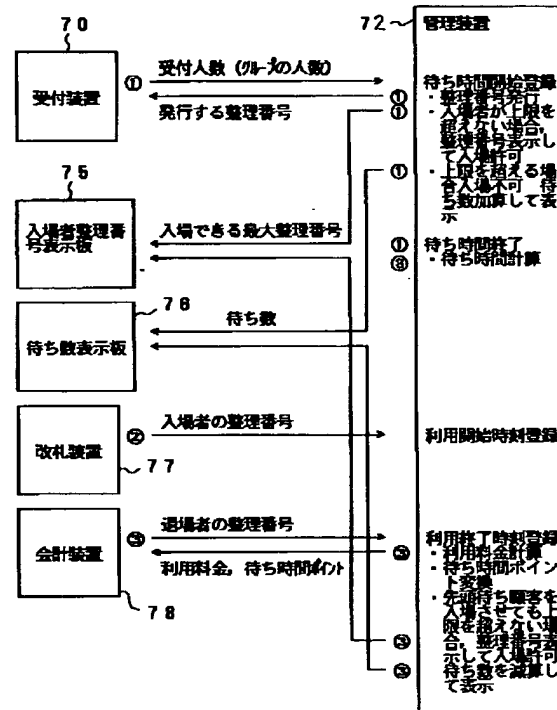 70
受付装置
①
受付人数(グループの人数)
発行する整理番号
75
入場者整理番
号表示板
入場できる最大整理番号
76
待ち数表示板
待ち数
改札装置
②
77
入場者の整理番号
会計装置
③
78
退場者の整理番号
利用料金,待ち時間ポイント
72
管理装置
待ち時間開始登録
①
・整理番号発行
①
・入場者が上限を
超えない場合,
整理番号表示し
て入場許可
①
・上限を超える場
合入場不可 待
ち数加算して表
示
①
待ち時間終了
・待ち時間計算
利用開始時刻登録
利用終了時刻登録
③
・利用料金計算
・待ち時間ポイン
ト変換
・先頭待ち顧客を
入場させても上
限を超えない場
合,整理番号表
示して入場許可
③
待ち数を減算し
て表示
③